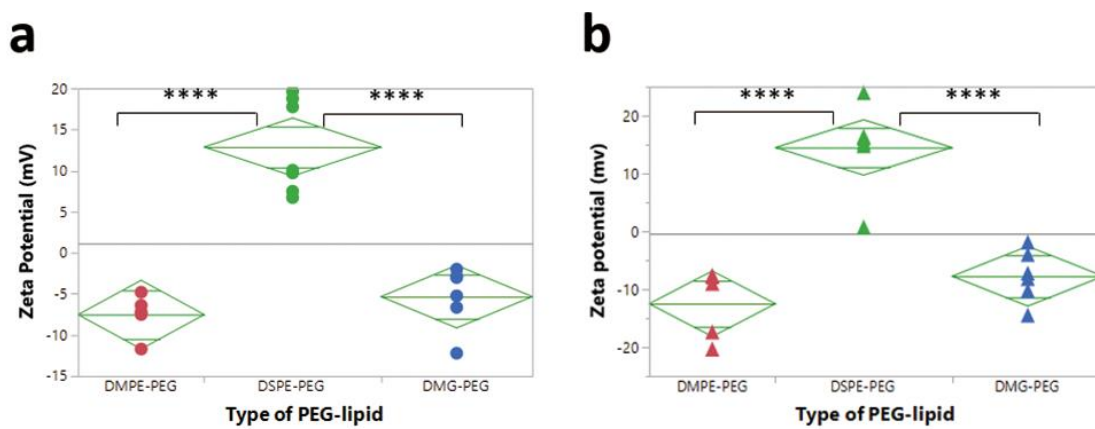 a
Zeta Potential (mV)
20
15
10
5
0
-5
-10
-15
****
****
DMPE-PEG
DSPE-PEG
DMG-PEG
Type of PEG-lipid
b
Zeta potential (mv)
20
10
0
-10
-20
****
****
DMPE-PEG
DSPE-PEG
DMG-PEG
Type of PEG-lipid